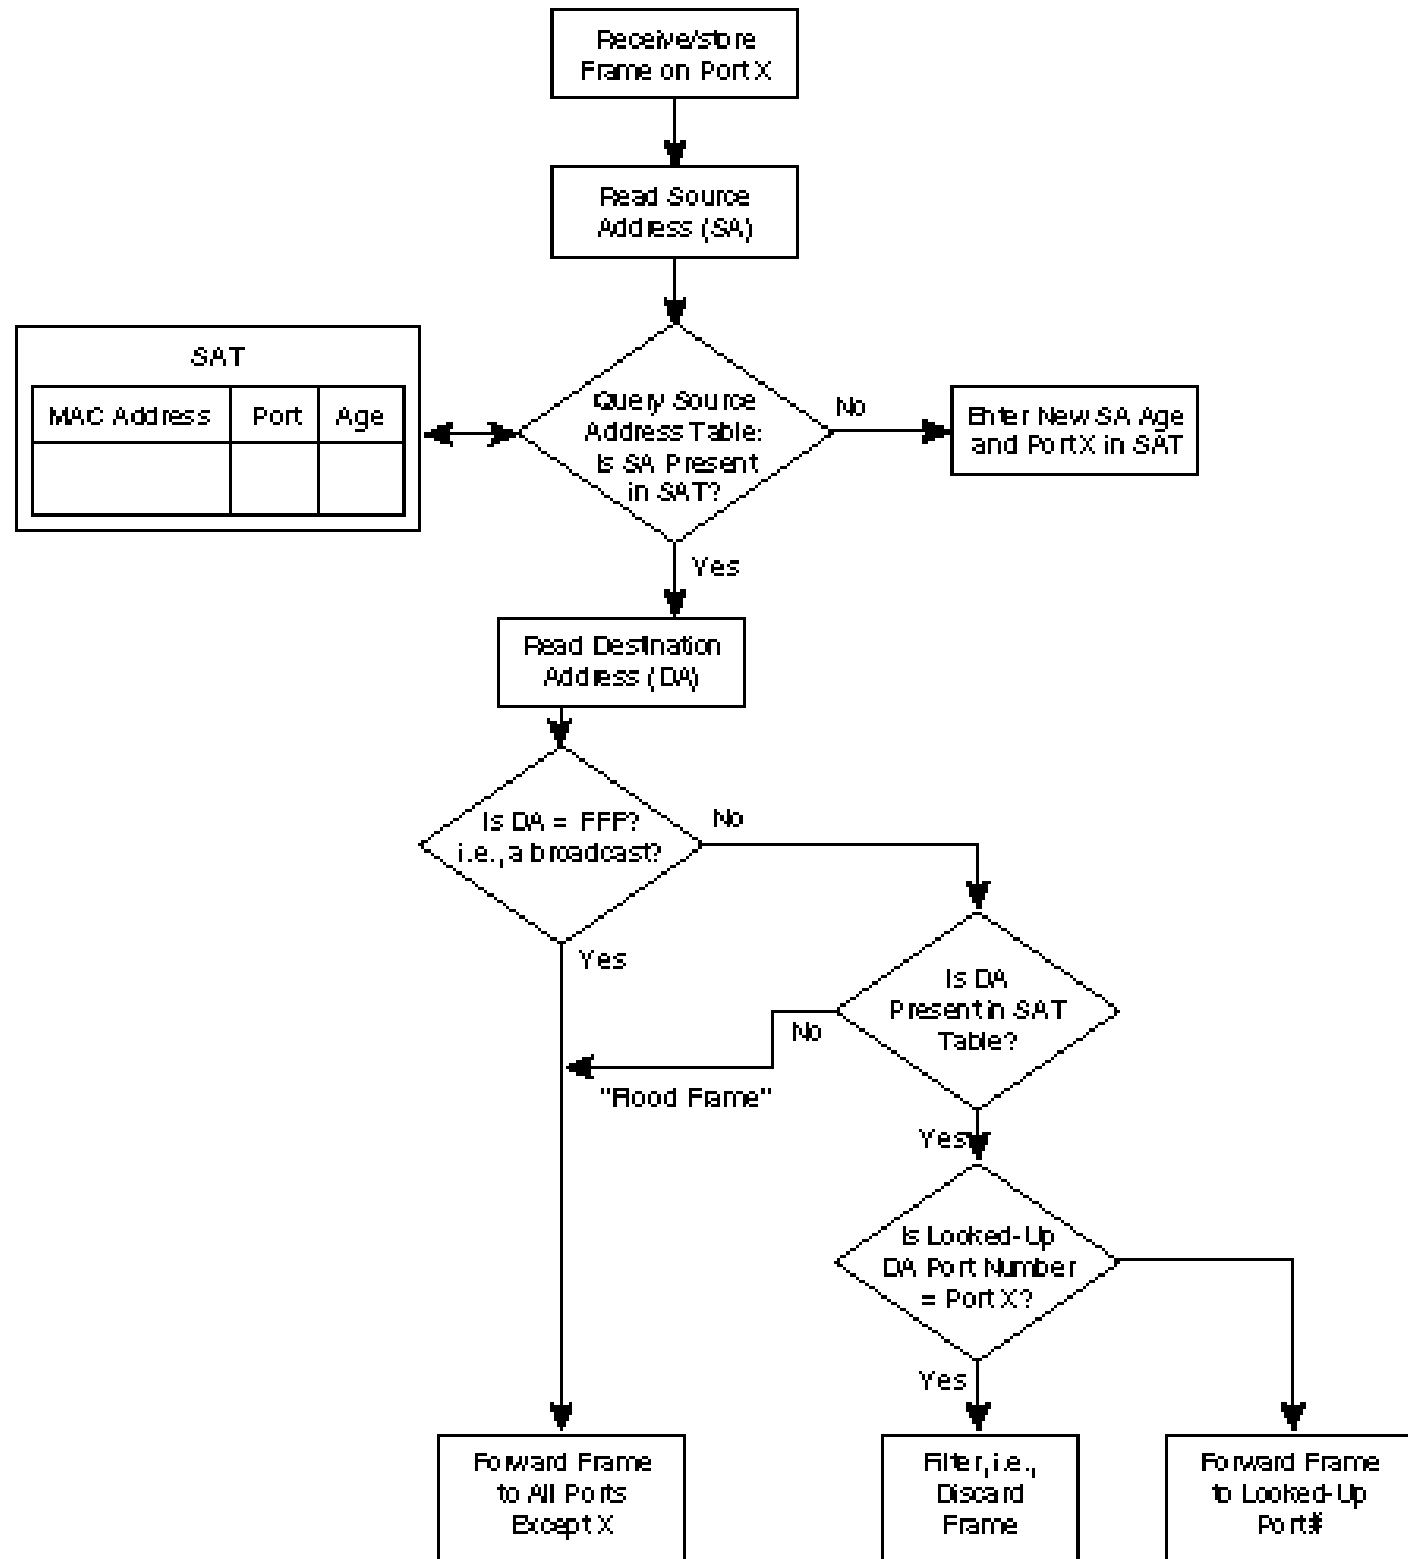 Receive/store
Frame on Port X
Read Source
Address (SA)
SAT
MAC Address Port Age
Query Source
Address Table:
Is SA Present
in SAT?
No
Enter New SA Age
and Port X in SAT
Yes
Read Destination
Address (DA)
Is DA = FFF?
i.e., a broadcast?
No
Yes
Is DA
Present in SAT
Table?
No
"Flood Frame"
Yes
Is Looked-Up
DA Port Number
= Port X?
Yes
Forward Frame
to All Ports
Except X
Filter, i.e.,
Discard
Frame
Forward Frame
to Looked-Up
Port#